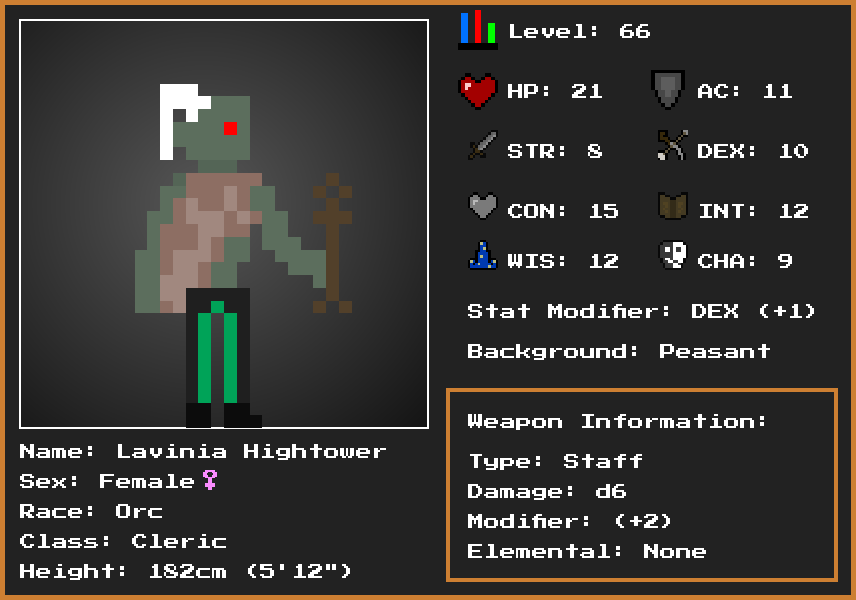 Level: 66
HP: 21 AC: 11
STR: 8 DEX: 10
CON: 15 INT: 12
WIS: 12 CHA: 9
Stat Modifier: DEX (+1)
Background: Peasant
Weapon Information:
Type: Staff
Damage: d6
Modifier: (+2)
Elemental: None
Name: Lavinia Hightower
Sex: Female♀
Race: Orc
Class: Cleric
Height: 182cm (5'12")